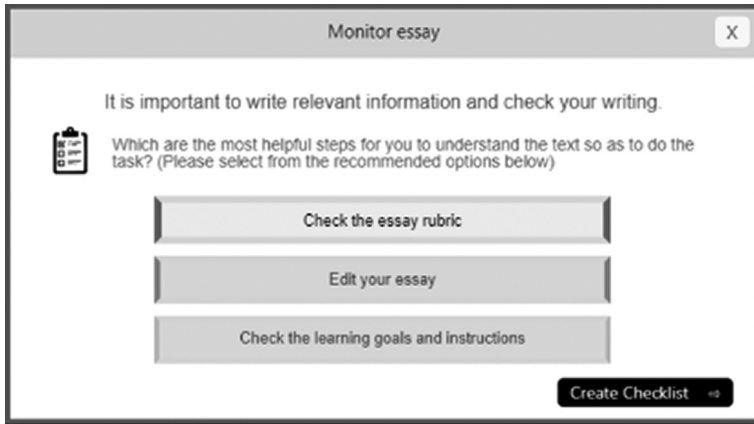 Monitor essay
X
It is important to write relevant information and check your writing.
Which are the most helpful steps for you to understand the text so as to do the
task? (Please select from the recommended options below)
Check the essay rubric
Edit your essay
Check the learning goals and instructions
Create Checklist ⇨